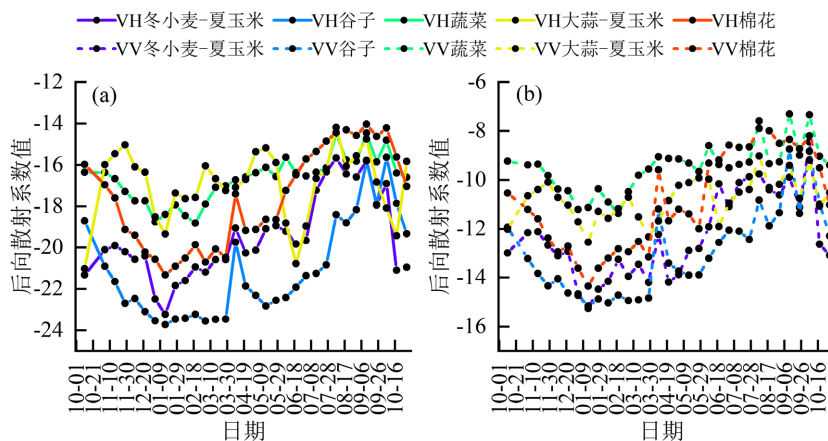 VH冬小麦-夏玉米 VH谷子 VH蔬菜 VH大蒜-夏玉米 VH棉花
VV冬小麦-夏玉米 VV谷子 VV蔬菜 VV大蒜-夏玉米 VV棉花
(a)
后向散射系数值
-12
-14
-16
-18
-20
-22
-24
10-01 10-21 11-10 11-30 12-20 01-09 01-29 02-18 03-10 03-30 04-19 05-09 05-29 06-18 07-08 07-28 08-17 09-06 09-26 10-16
日期
(b)
后向散射系数值
-6
-8
-10
-12
-14
-16
10-01 10-21 11-10 11-30 12-20 01-09 01-29 02-18 03-10 03-30 04-19 05-09 05-29 06-18 07-08 07-28 08-17 09-06 09-26 10-16
日期